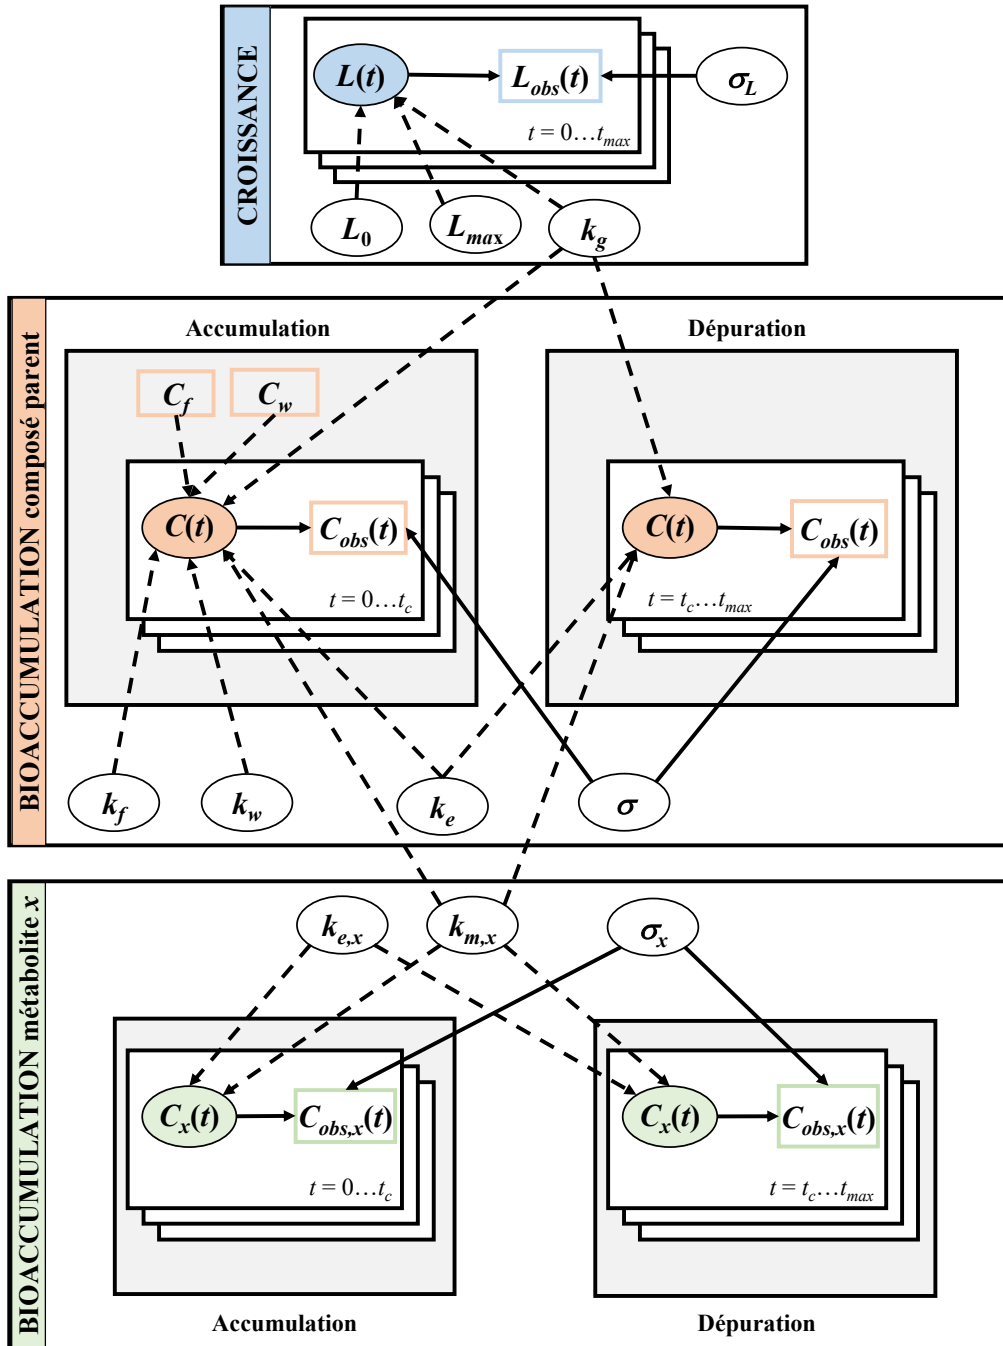 CROISSANCE
L(t)
L_obs(t)
σ_L
t = 0…t_max
L_0
L_max
k_g
BIOACCUMULATION composé parent
Accumulation
Dépuration
C_f
C_w
C(t)
C_obs(t)
t = 0…t_c
C(t)
C_obs(t)
t = t_c…t_max
k_f
k_w
k_e
σ
BIOACCUMULATION métabolite x
k_e,x
k_m,x
σ_x
C_x(t)
C_obs,x(t)
t = 0…t_c
C_x(t)
C_obs,x(t)
t = t_c…t_max
Accumulation
Dépuration